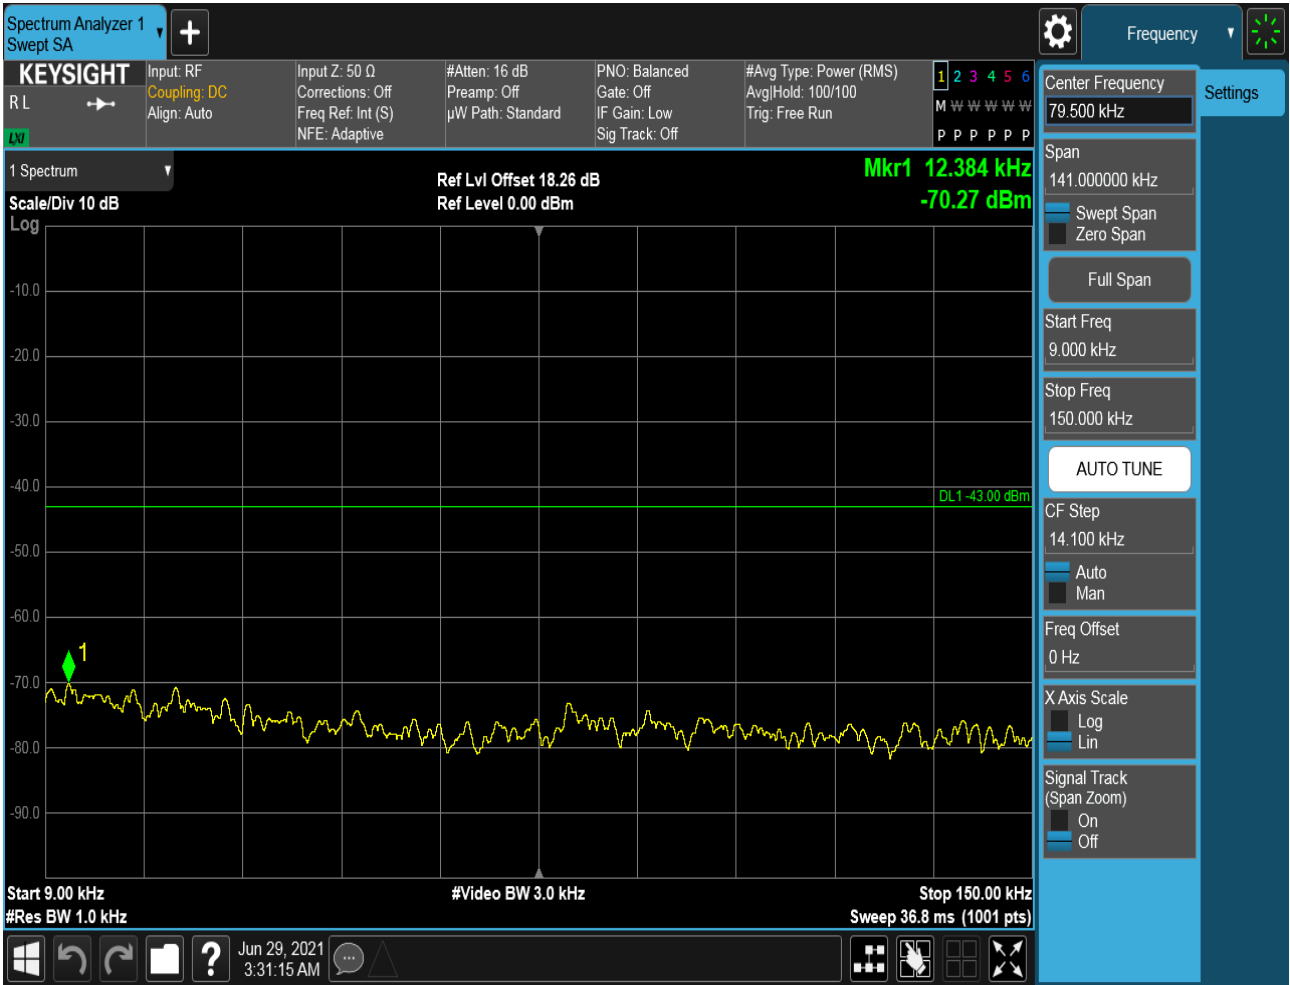 Spectrum Analyzer 1
Swept SA
Frequency
KEYSIGHT
R L
LXI
Input: RF
Coupling: DC
Align: Auto
Input Z: 50 Ω
Corrections: Off
Freq Ref: Int (S)
NFE: Adaptive
#Atten: 16 dB
Preamp: Off
µW Path: Standard
PNO: Balanced
Gate: Off
IF Gain: Low
Sig Track: Off
#Avg Type: Power (RMS)
Avg|Hold: 100/100
Trig: Free Run
1 2 3 4 5 6
M W W W W W
P P P P P P
1 Spectrum
Scale/Div 10 dB
Log
Ref Lvl Offset 18.26 dB
Ref Level 0.00 dBm
Mkr1 12.384 kHz
-70.27 dBm
-10.0
-20.0
-30.0
-40.0
DL1 -43.00 dBm
-50.0
-60.0
1
-70.0
-80.0
-90.0
Start 9.00 kHz
#Video BW 3.0 kHz
Stop 150.00 kHz
#Res BW 1.0 kHz
Sweep 36.8 ms (1001 pts)
Jun 29, 2021
3:31:15 AM
Center Frequency
79.500 kHz
Settings
Span
141.000000 kHz
Swept Span
Zero Span
Full Span
Start Freq
9.000 kHz
Stop Freq
150.000 kHz
AUTO TUNE
CF Step
14.100 kHz
Auto
Man
Freq Offset
0 Hz
X Axis Scale
Log
Lin
Signal Track
(Span Zoom)
On
Off